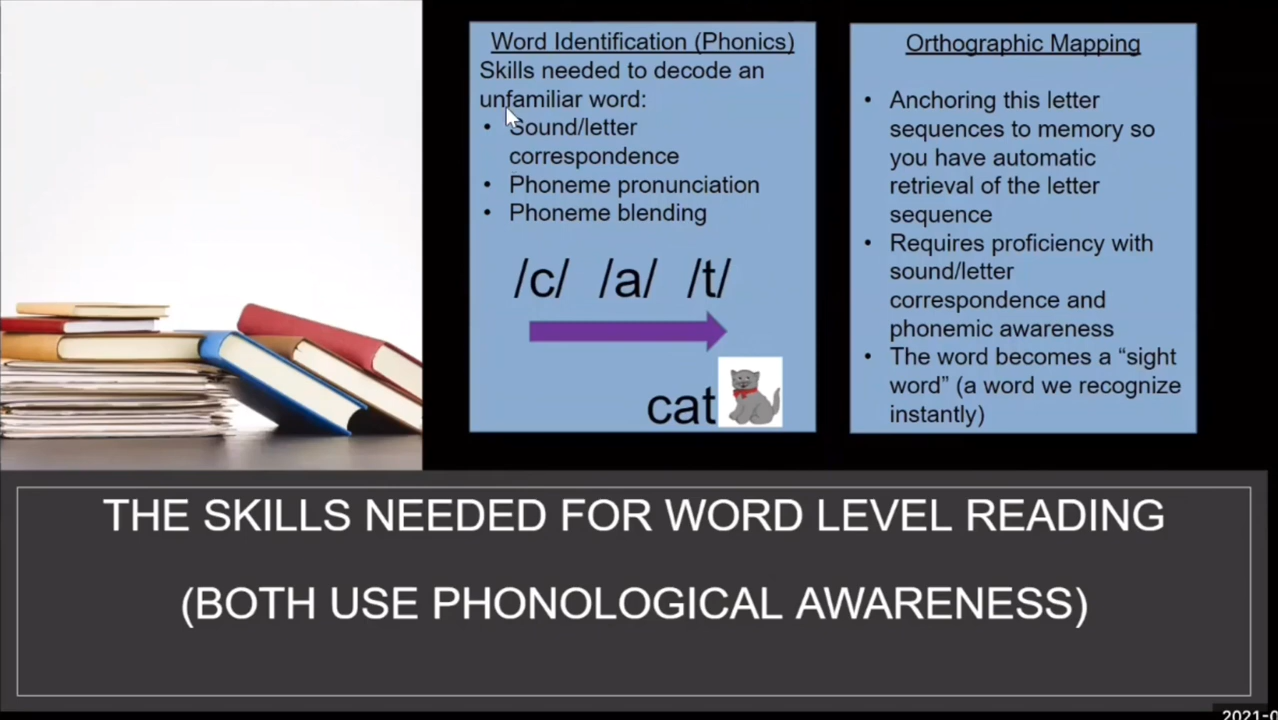 Word Identification (Phonics)
Skills needed to decode an
unfamiliar word:
• Sound/letter
correspondence
• Phoneme pronunciation
• Phoneme blending
/c/ /a/ /t/
cat
Orthographic Mapping
• Anchoring this letter
sequences to memory so
you have automatic
retrieval of the letter
sequence
• Requires proficiency with
sound/letter
correspondence and
phonemic awareness
• The word becomes a “sight
word” (a word we recognize
instantly)
THE SKILLS NEEDED FOR WORD LEVEL READING
(BOTH USE PHONOLOGICAL AWARENESS)